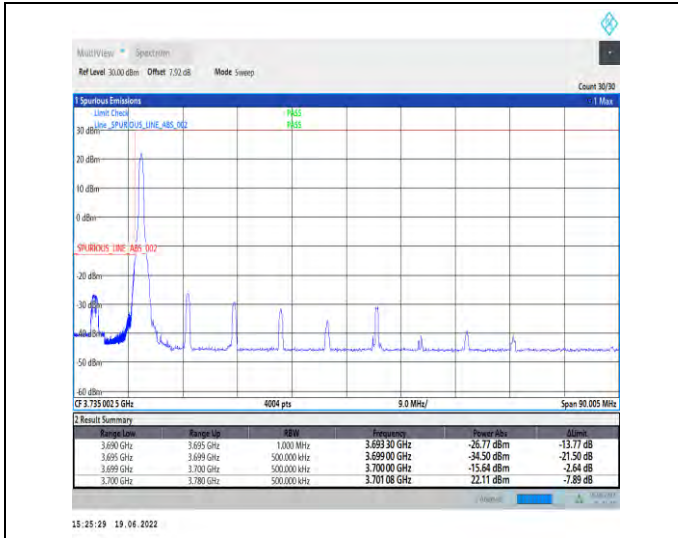 MultiView Spectrum
Ref Level 30.00 dBm Offset 7.92 dB Mode Sweep
Count 30/30
1 Spurious Emissions 1 Max
Limit Check PASS
Line _SPURIOUS_LINE_ABS_002 PASS
30 dBm
20 dBm
10 dBm
0 dBm
_SPURIOUS_LINE_ABS_002
-20 dBm
-30 dBm
-40 dBm
-50 dBm
-60 dBm
CF 3.735 002 5 GHz 4004 pts 9.0 MHz/ Span 90.005 MHz
2 Result Summary
Range Low Range Up RBW Frequency Power Abs ΔLimit
3.690 GHz 3.695 GHz 1.000 MHz 3.693 30 GHz -26.77 dBm -13.77 dB
3.695 GHz 3.699 GHz 500.000 kHz 3.699 00 GHz -34.50 dBm -21.50 dB
3.699 GHz 3.700 GHz 500.000 kHz 3.700 00 GHz -15.64 dBm -2.64 dB
3.700 GHz 3.780 GHz 500.000 kHz 3.701 08 GHz 22.11 dBm -7.89 dB
15:25:29 19.06.2022